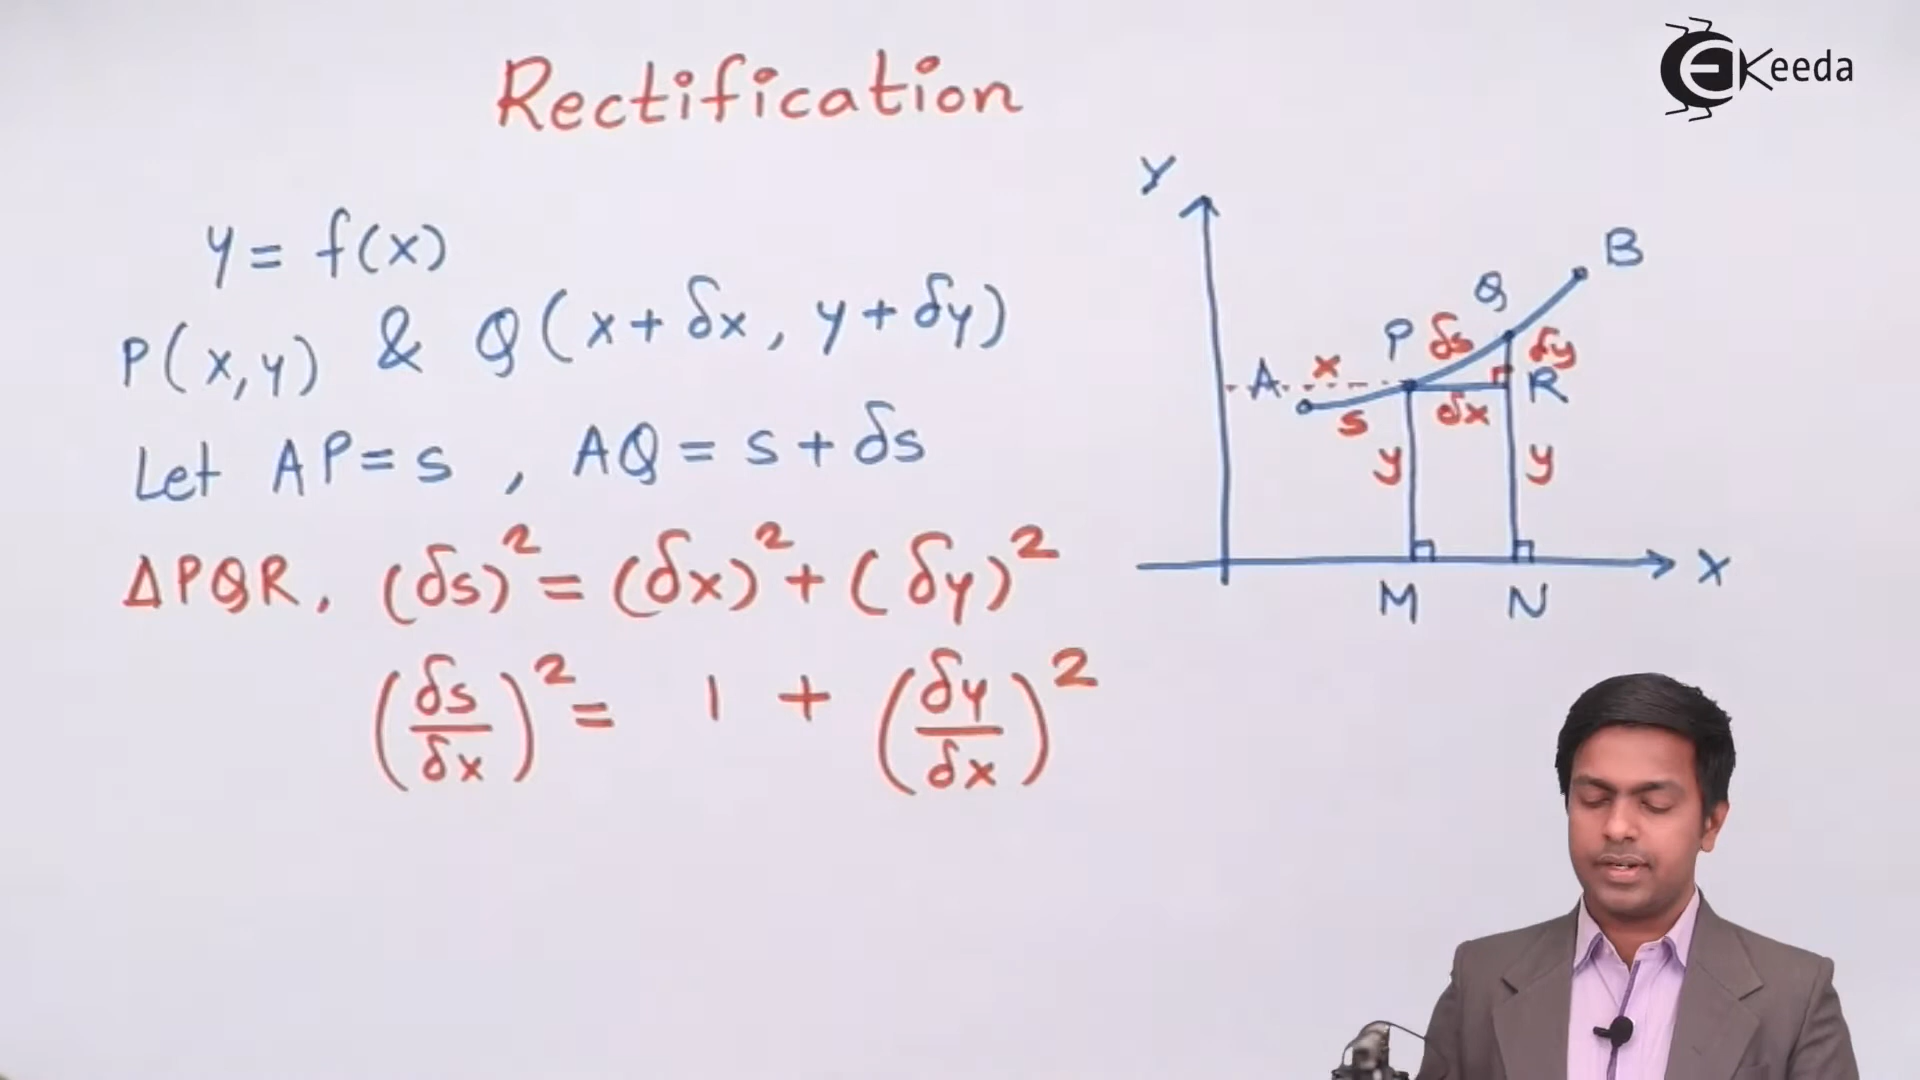 Rectification
EKeeda
y = f(x)
P(x,y) & Q(x + δx, y + δy)
Let AP = s , AQ = s + δs
ΔPQR, (δs)² = (δx)² + (δy)²
(δs/δx)² = 1 + (δy/δx)²
Y
B
Q
P δs δy
A x R
s δx
y y
X
M N